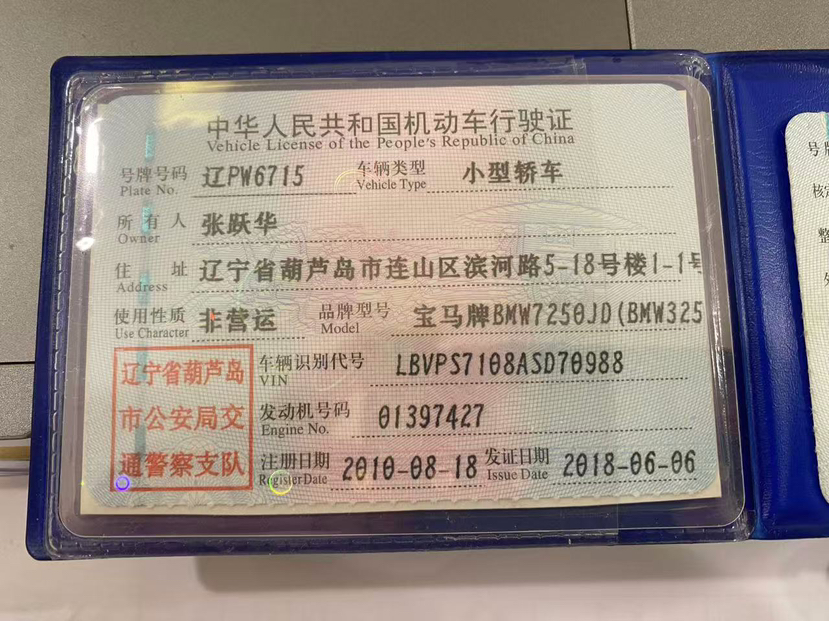 中华人民共和国机动车行驶证
Vehicle License of the People's Republic of China
号牌号码 辽PW6715 车辆类型 小型轿车
Plate No. Vehicle Type
所有人 张跃华
Owner
住址 辽宁省葫芦岛市连山区滨河路5-18号楼1-1号
Address
使用性质 非营运 品牌型号 宝马牌BMW7250JD(BMW325
Use Character Model
辽宁省葫芦岛
市公安局交
通警察支队
车辆识别代号 LBVPS7108ASD70988
VIN
发动机号码 01397427
Engine No.
注册日期 2010-08-18 发证日期 2018-06-06
Register Date Issue Date
号牌
核定
整
外